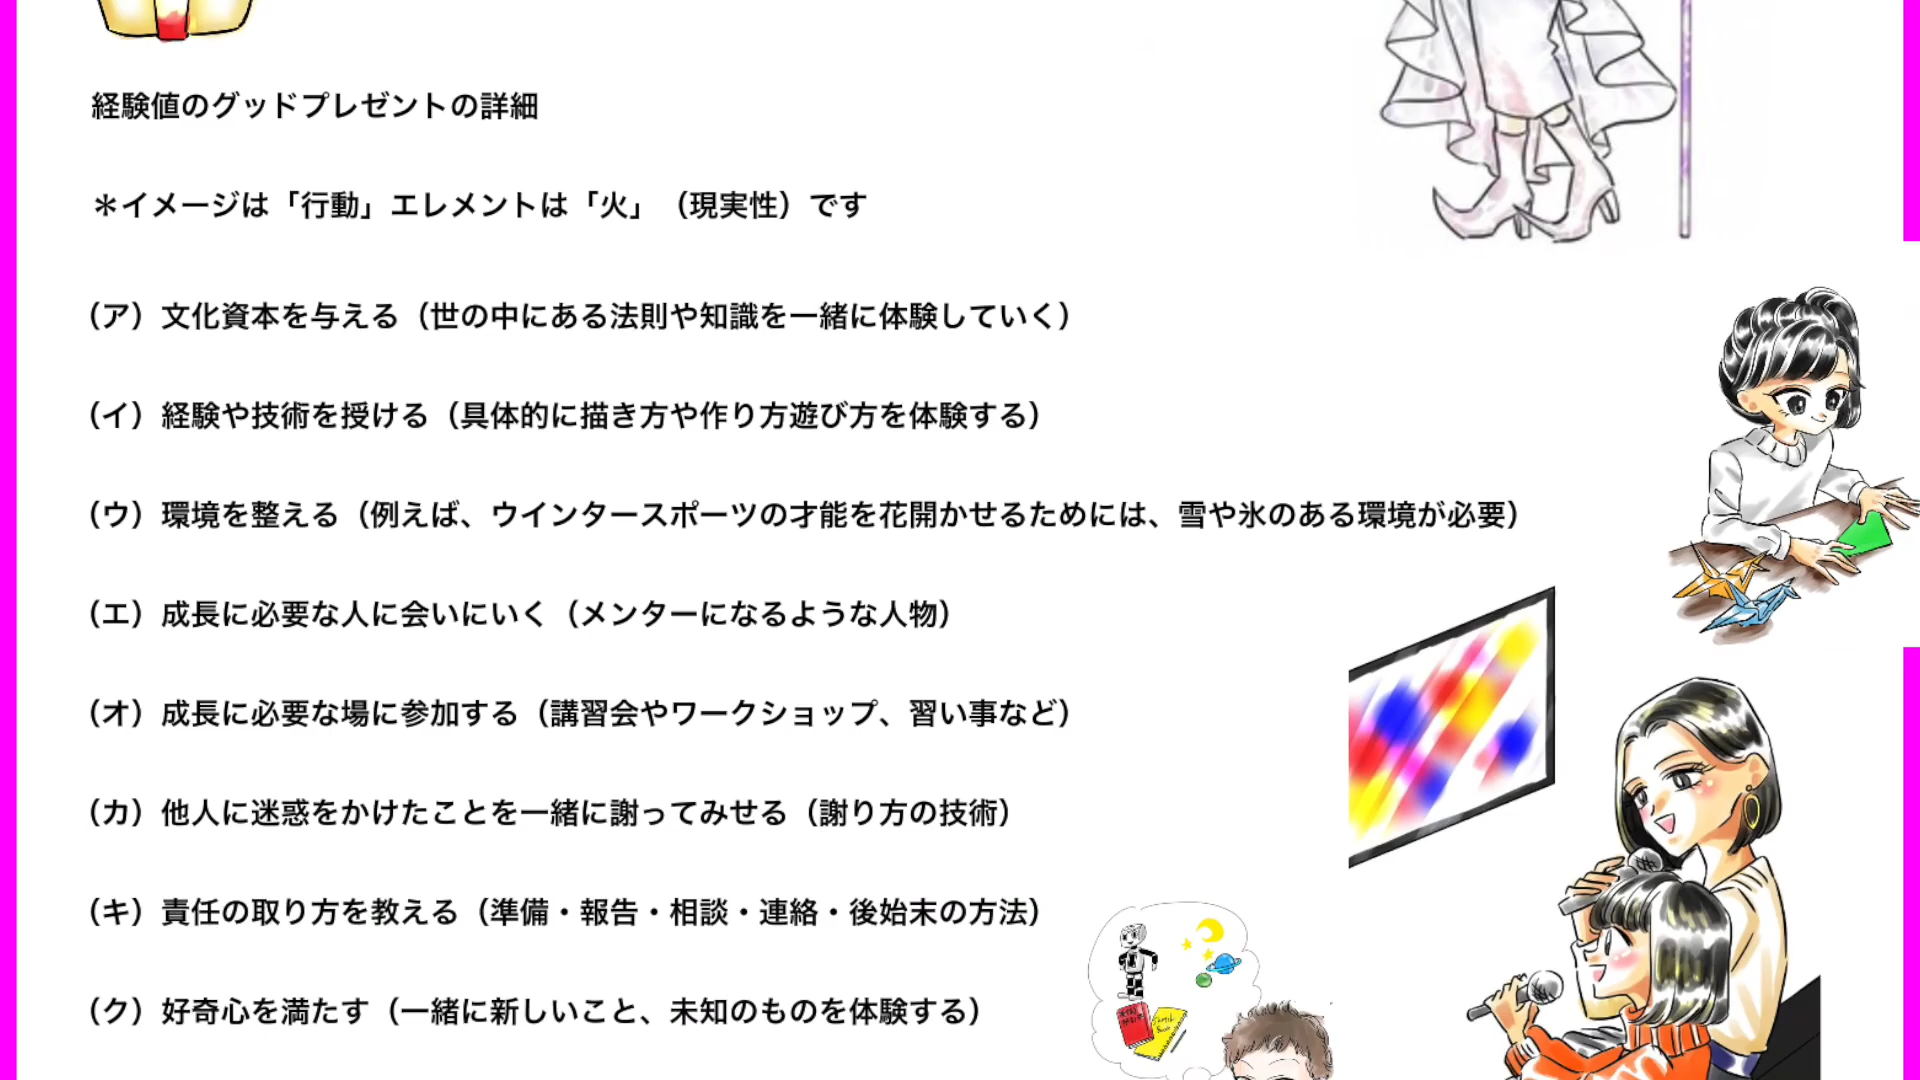 経験値のグッドプレゼントの詳細
＊イメージは「行動」エレメントは「火」（現実性）です
（ア）文化資本を与える（世の中にある法則や知識を一緒に体験していく）
（イ）経験や技術を授ける（具体的に描き方や作り方遊び方を体験する）
（ウ）環境を整える（例えば、ウインタースポーツの才能を花開かせるためには、雪や氷のある環境が必要）
（エ）成長に必要な人に会いにいく（メンターになるような人物）
（オ）成長に必要な場に参加する（講習会やワークショップ、習い事など）
（カ）他人に迷惑をかけたことを一緒に謝ってみせる（謝り方の技術）
（キ）責任の取り方を教える（準備・報告・相談・連絡・後始末の方法）
（ク）好奇心を満たす（一緒に新しいこと、未知のものを体験する）